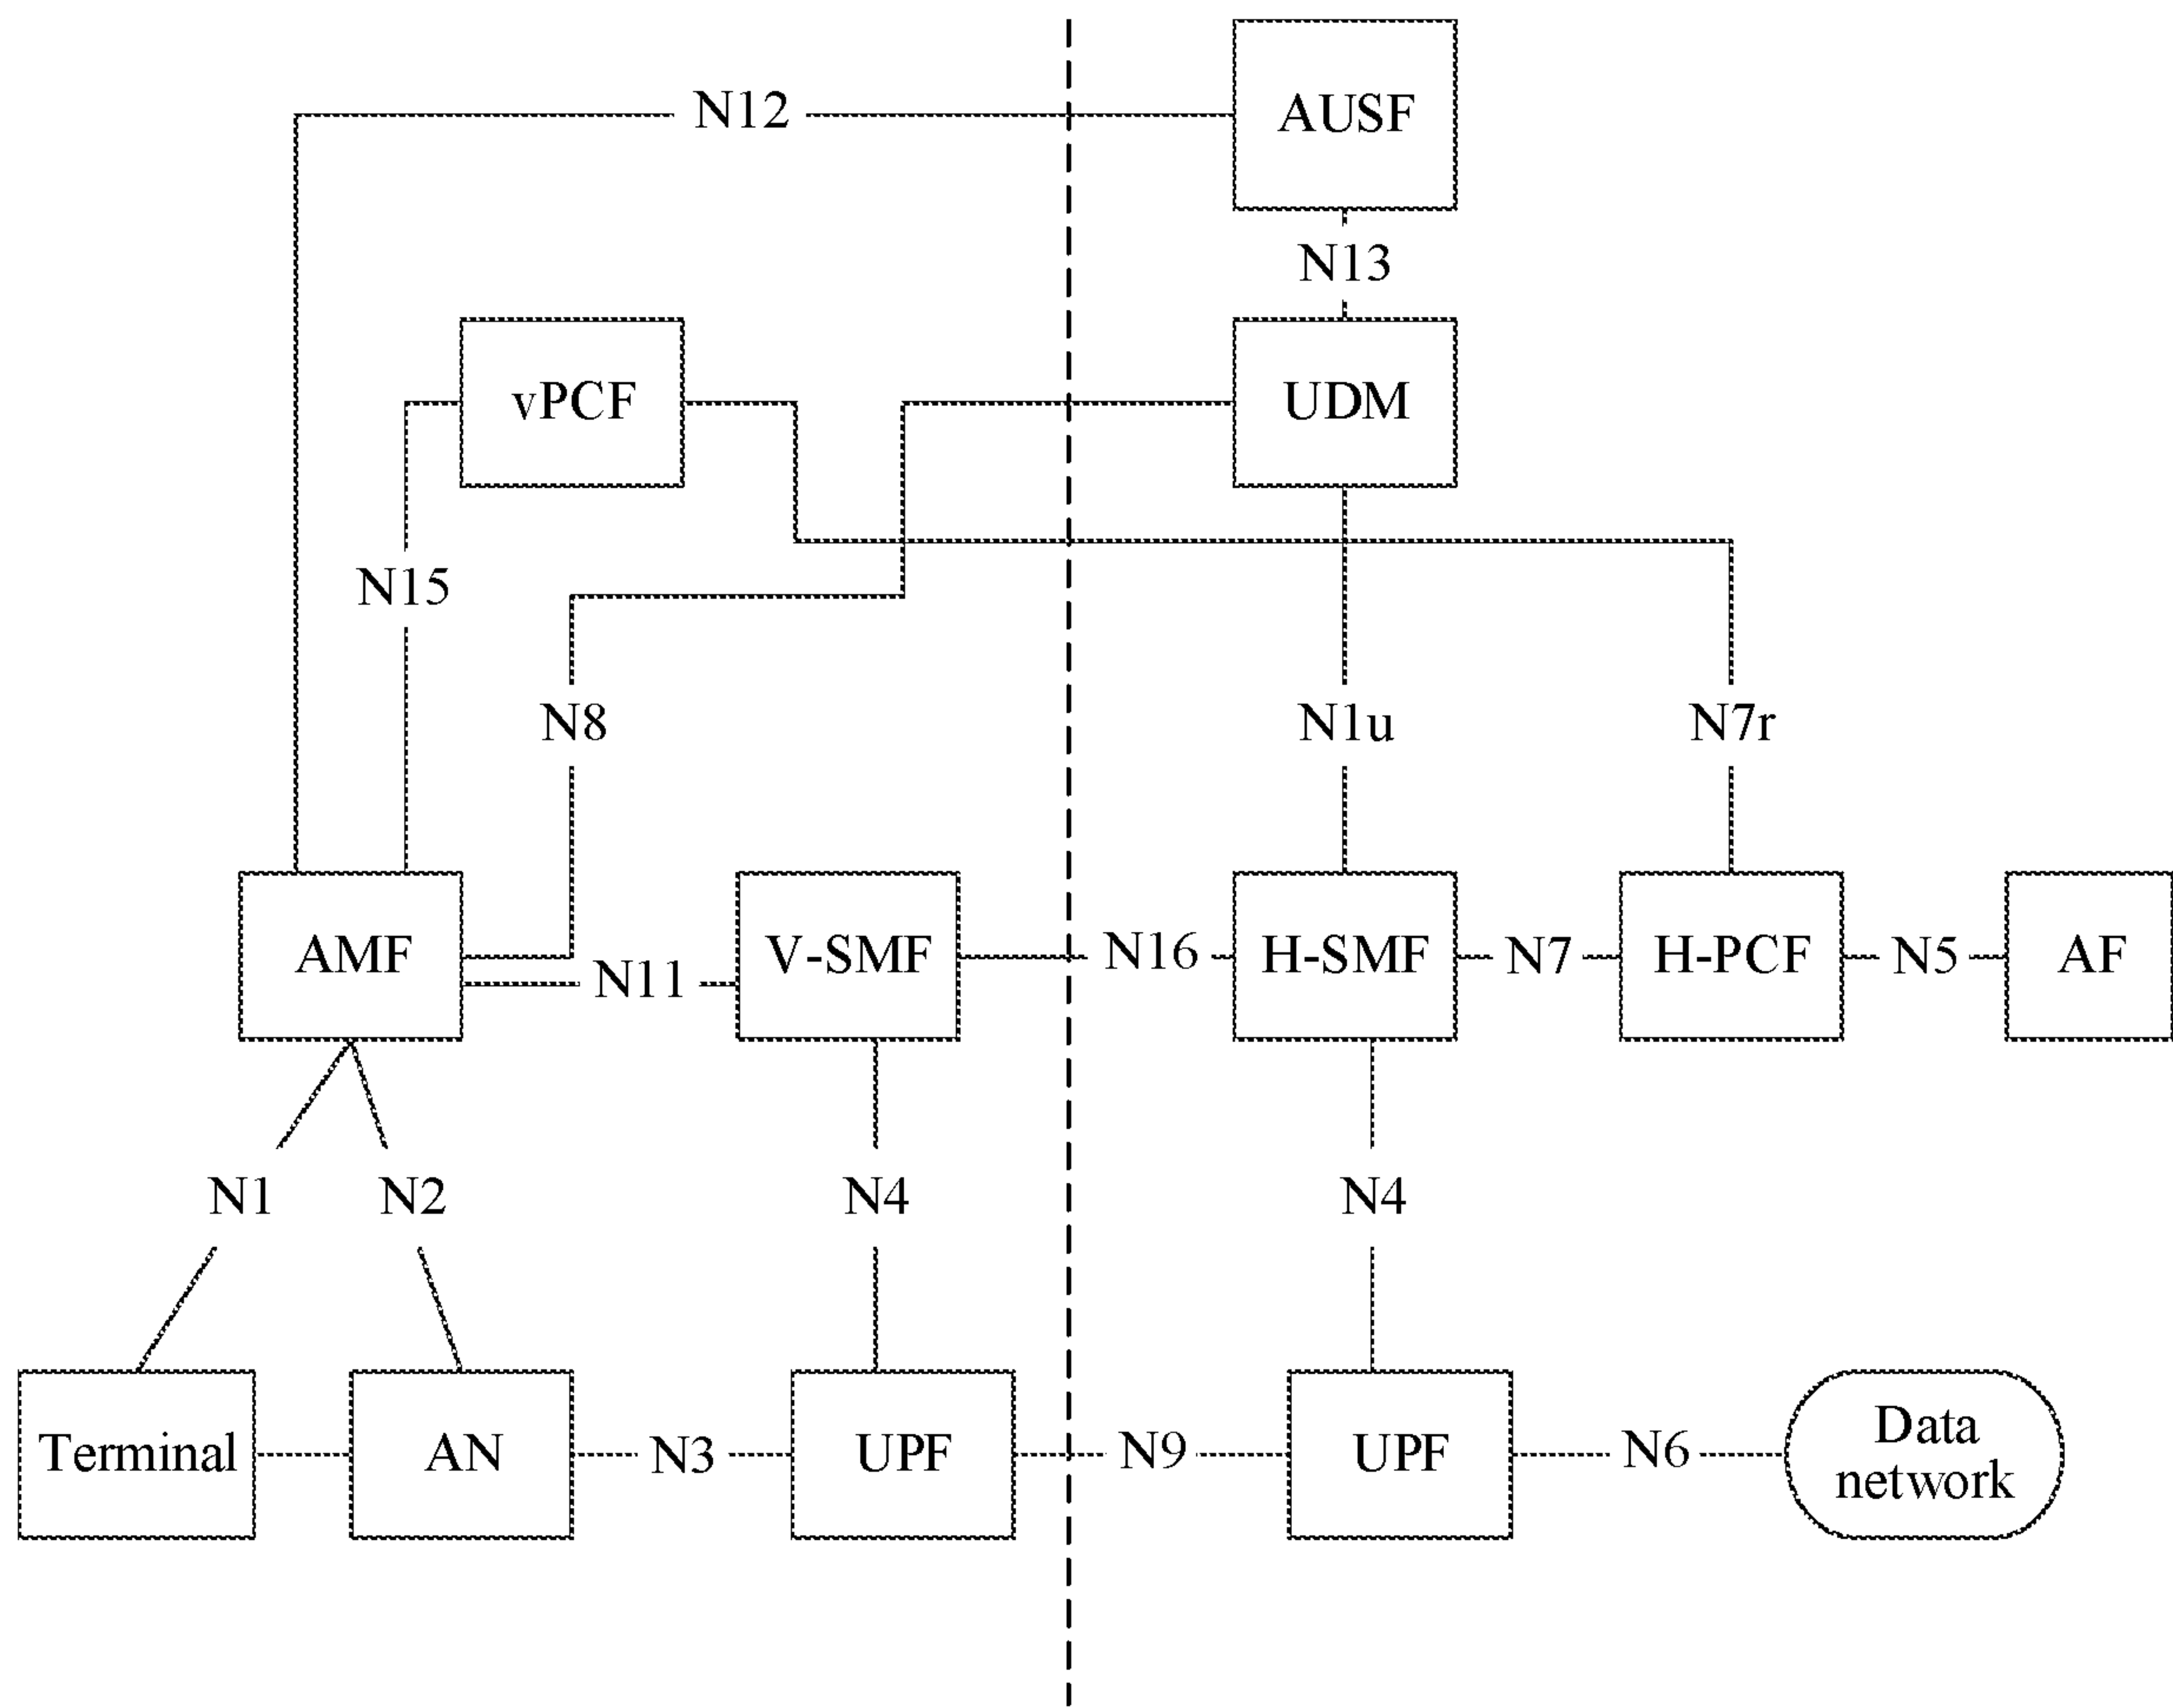 AUSF
N12
N13
vPCF
UDM
N15
N8
N1u
N7r
AMF
V-SMF
N16
H-SMF
N7
H-PCF
N5
AF
N11
N1
N2
N4
N4
Terminal
AN
N3
UPF
N9
UPF
N6
Data
network